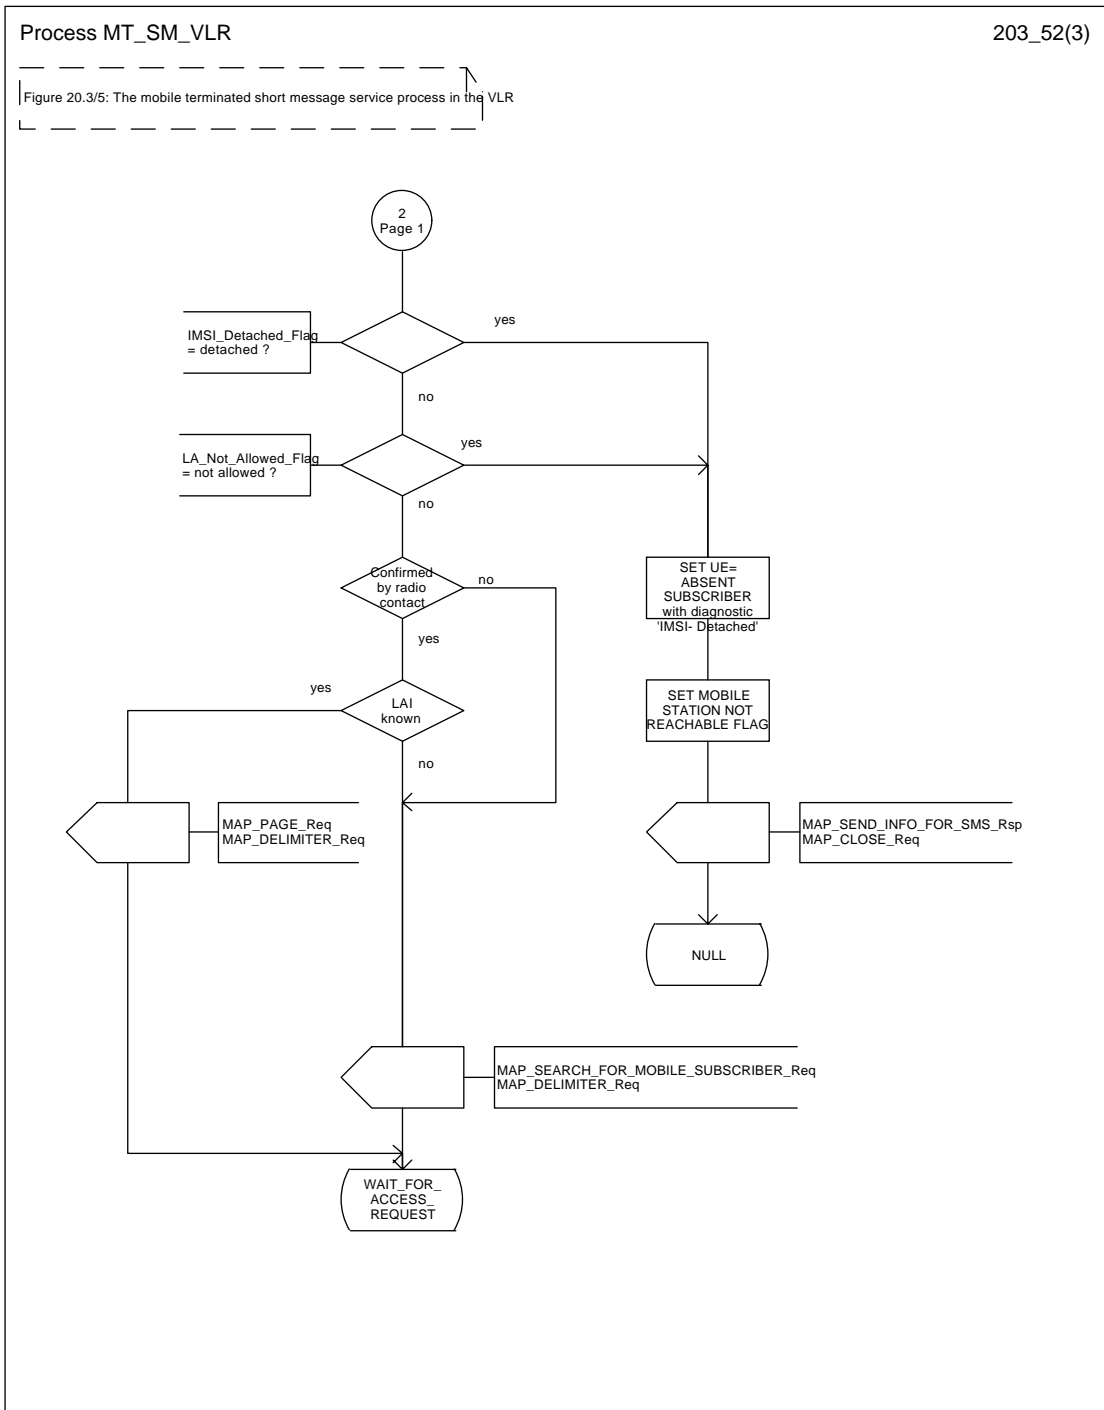 Process MT_SM_VLR
203_52(3)
Figure 20.3/5: The mobile terminated short message service process in the VLR
2
Page 1
IMSI_Detached_Flag
= detached ?
yes
no
LA_Not_Allowed_Flag
= not allowed ?
yes
no
Confirmed
by radio
contact
no
yes
SET UE=
ABSENT
SUBSCRIBER
with diagnostic
'IMSI- Detached'
yes
LAI
known
no
SET MOBILE
STATION NOT
REACHABLE FLAG
MAP_PAGE_Req
MAP_DELIMITER_Req
MAP_SEND_INFO_FOR_SMS_Rsp
MAP_CLOSE_Req
NULL
MAP_SEARCH_FOR_MOBILE_SUBSCRIBER_Req
MAP_DELIMITER_Req
WAIT_FOR_
ACCESS_
REQUEST